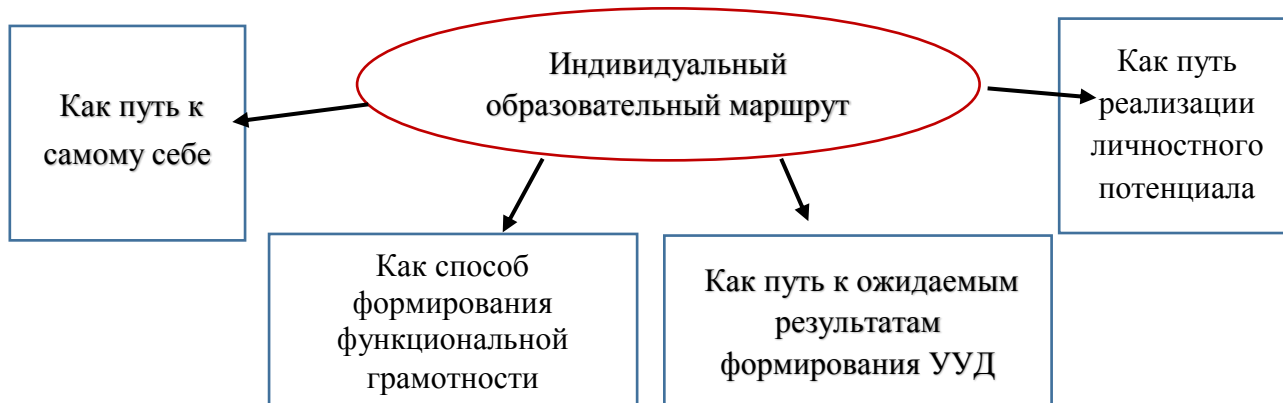 Индивидуальный
образовательный маршрут
Как путь к
самому себе
Как способ
формирования
функциональной
грамотности
Как путь к ожидаемым
результатам
формирования УУД
Как путь
реализации
личностного
потенциала